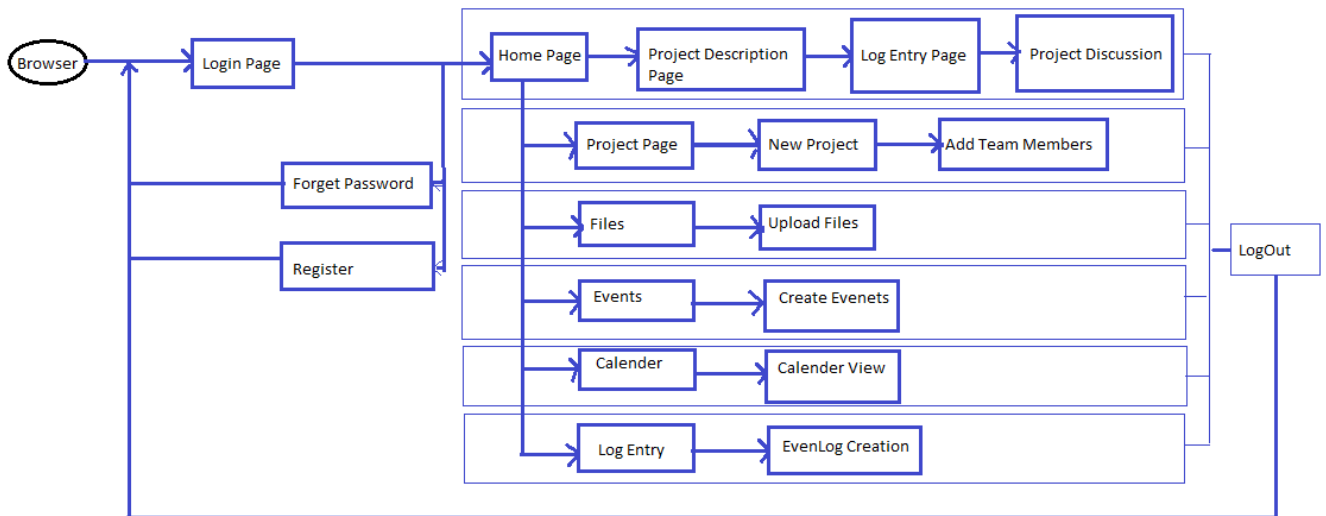 Browser
Login Page
Home Page
Project Description
Page
Log Entry Page
Project Discussion
Project Page
New Project
Add Team Members
Forget Password
Files
Upload Files
Register
LogOut
Events
Create Evenets
Calender
Calender View
Log Entry
EvenLog Creation